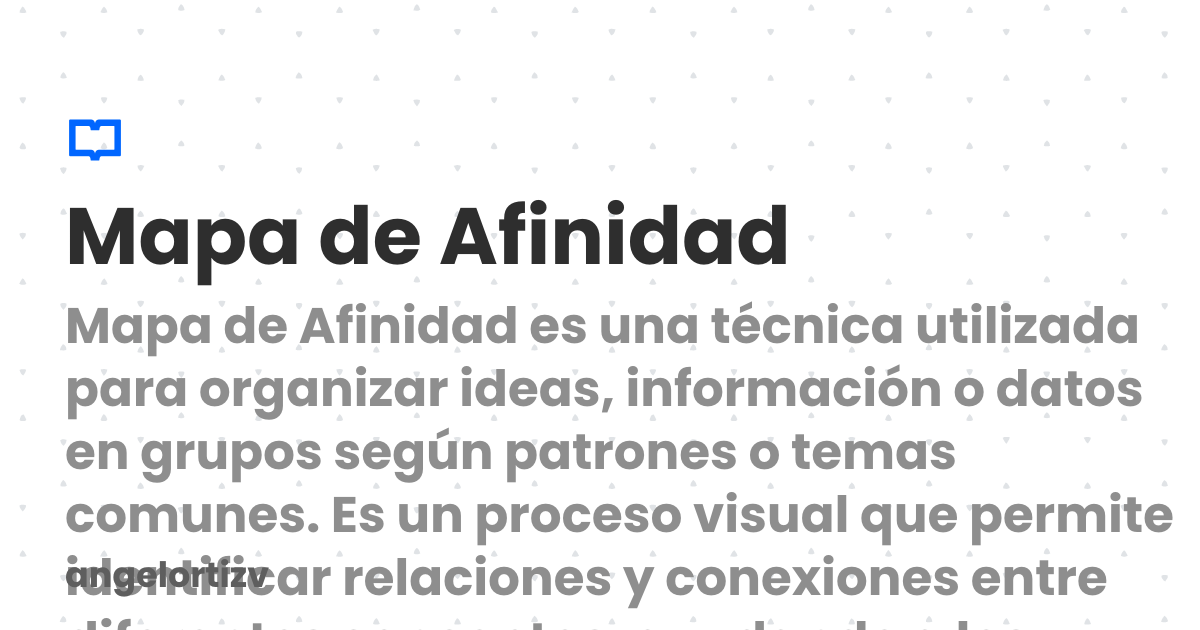 Mapa de Afinidad
Mapa de Afinidad es una técnica utilizada
para organizar ideas, información o datos
en grupos según patrones o temas
comunes. Es un proceso visual que permite
identificar relaciones y conexiones entre
angelortizv